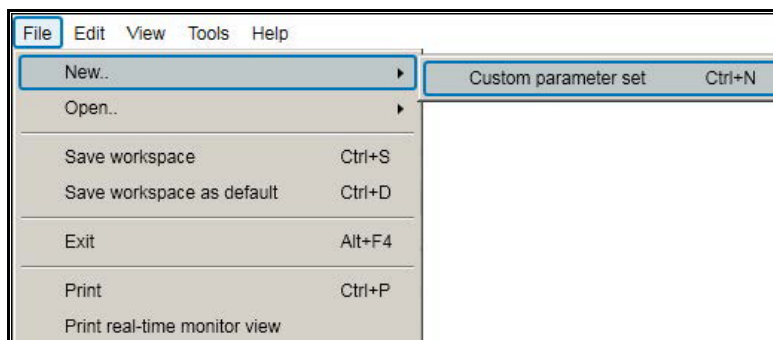 File Edit View Tools Help
New.. Custom parameter set Ctrl+N
Open..
Save workspace Ctrl+S
Save workspace as default Ctrl+D
Exit Alt+F4
Print Ctrl+P
Print real-time monitor view